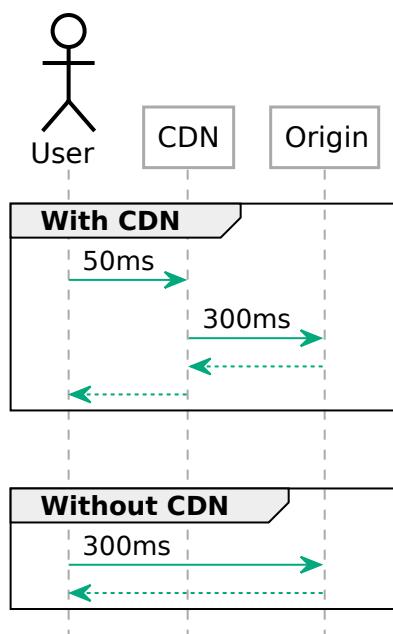 User
CDN
Origin
With CDN
50ms
300ms
Without CDN
300ms